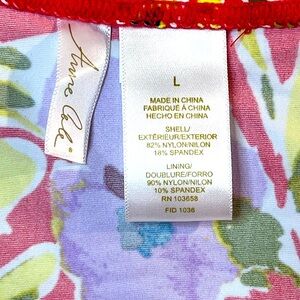 Anne Cole
L
MADE IN CHINA
FABRIQUÉ À CHINE
HECHO EN CHINA
SHELL/
EXTÉRIEUR/EXTERIOR
82% NYLON/NILON
18% SPANDEX
LINING/
DOUBLURE/FORRO
90% NYLON/NILON
10% SPANDEX
RN 103658
FID 1036